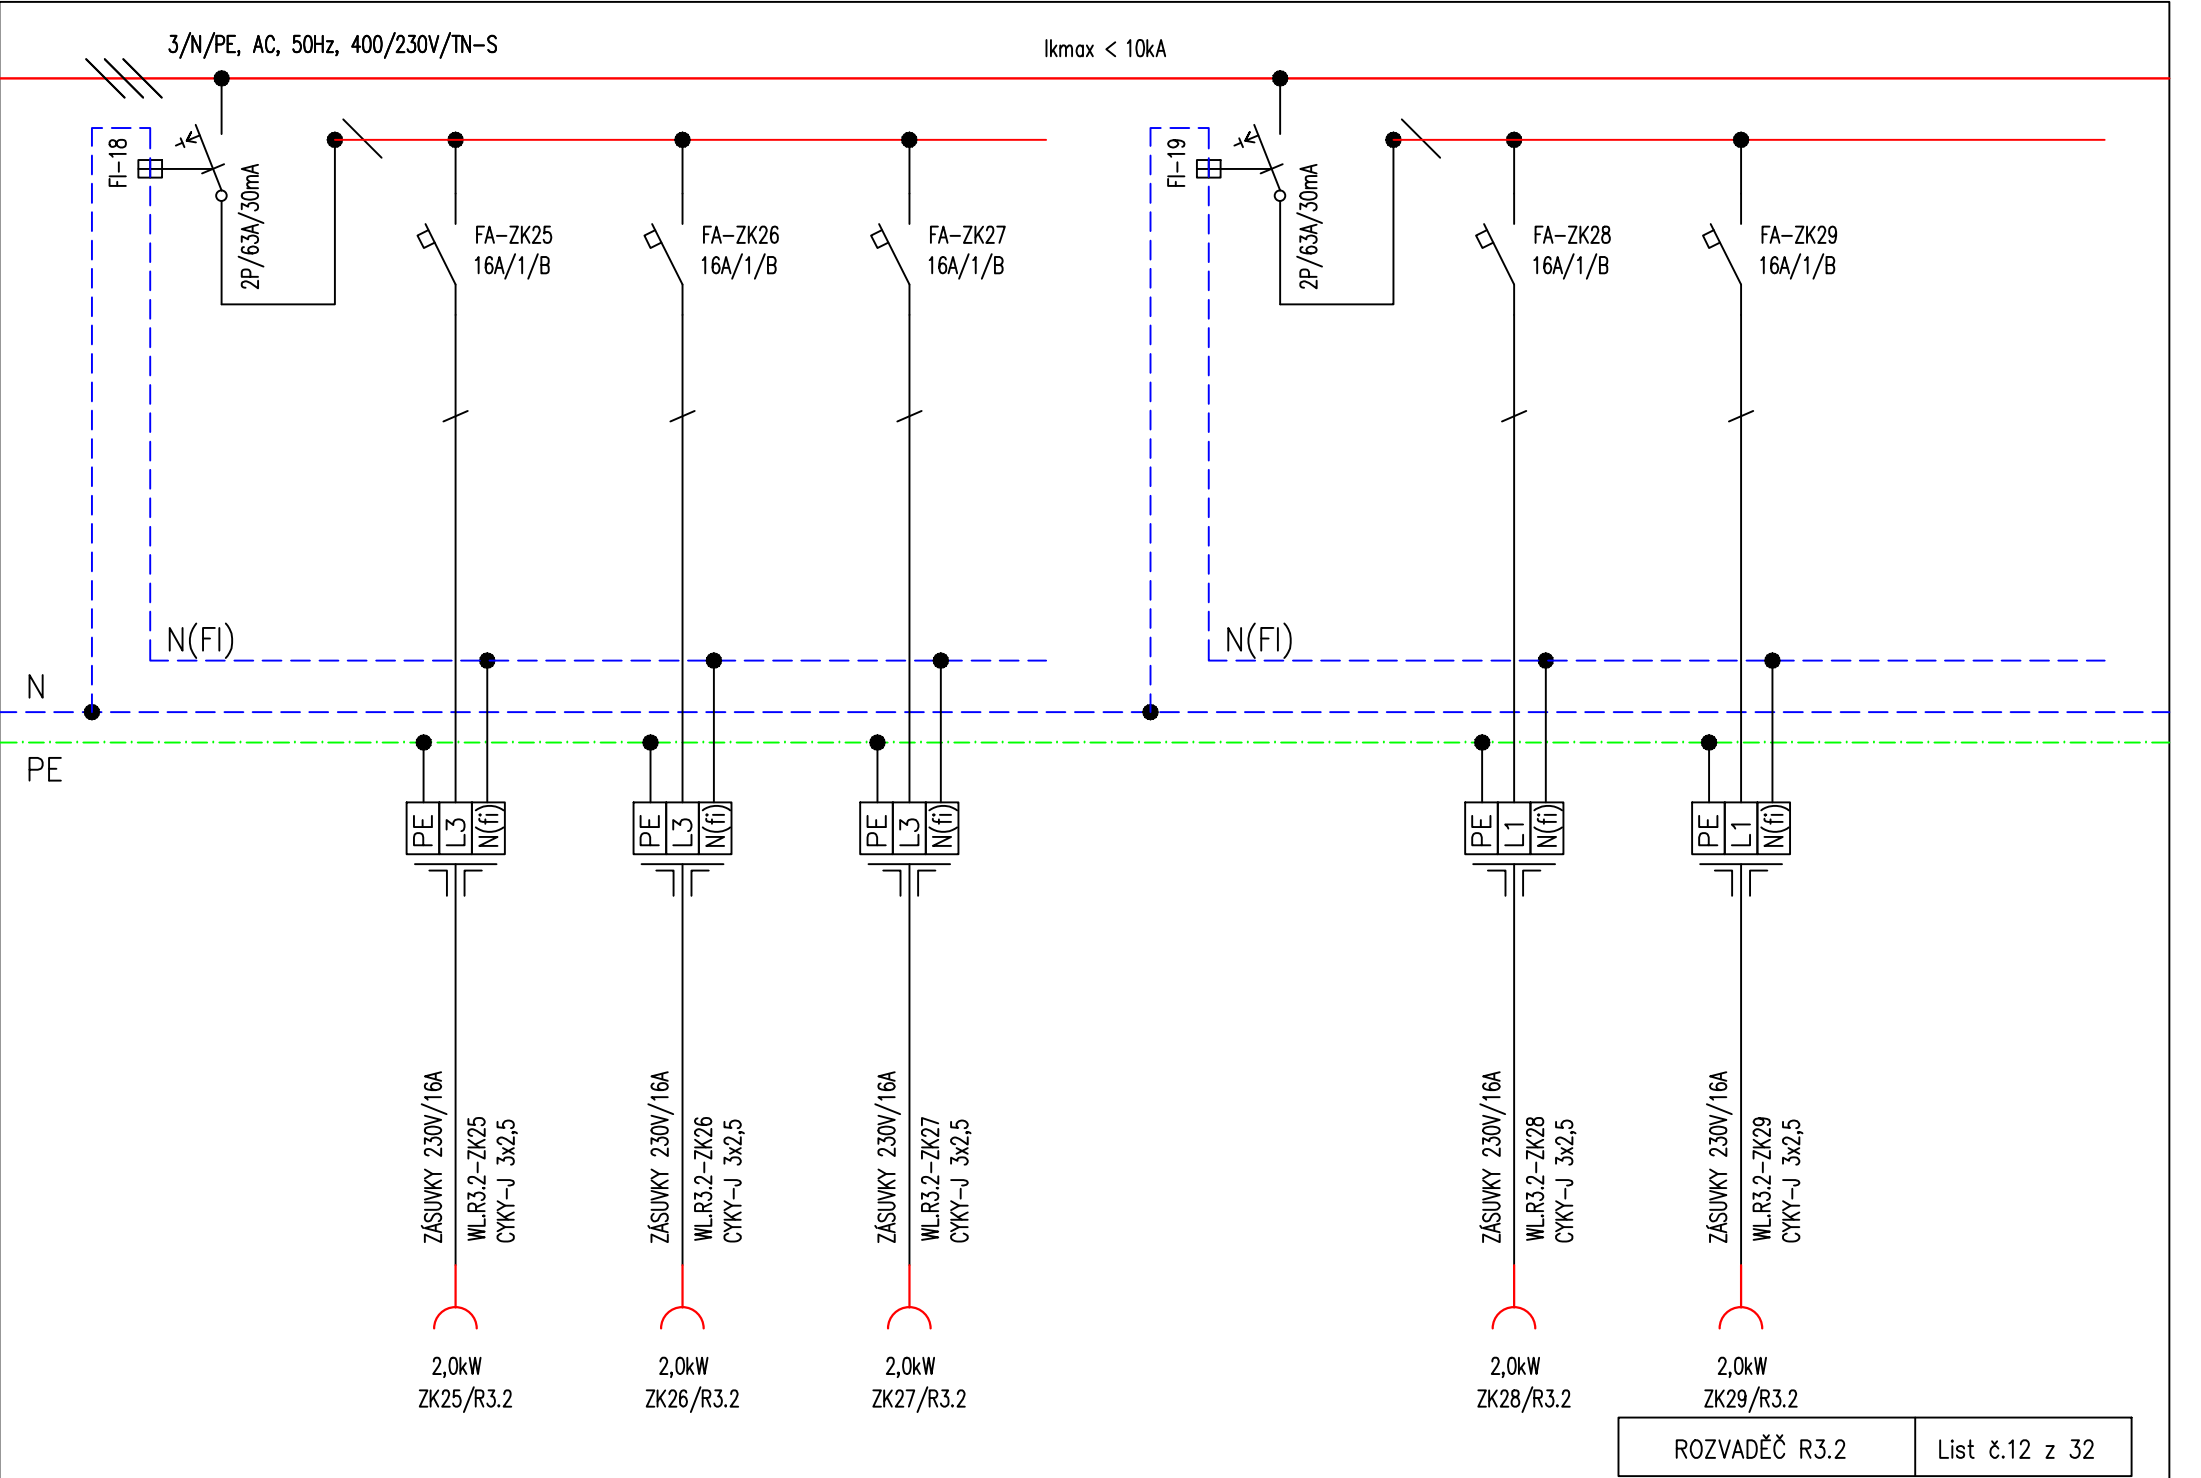 3/N/PE, AC, 50Hz, 400/230V/TN-S
Ikmax < 10kA
FI-18
2P/63A/30mA
FA-ZK25
16A/1/B
FA-ZK26
16A/1/B
FA-ZK27
16A/1/B
FI-19
2P/63A/30mA
FA-ZK28
16A/1/B
FA-ZK29
16A/1/B
N(FI)
N(FI)
N
PE
PE L3 N(fi)
PE L3 N(fi)
PE L3 N(fi)
PE L1 N(fi)
PE L1 N(fi)
ZÁSUVKY 230V/16A
WL.R3.2-ZK25
CYKY-J 3x2,5
ZÁSUVKY 230V/16A
WL.R3.2-ZK26
CYKY-J 3x2,5
ZÁSUVKY 230V/16A
WL.R3.2-ZK27
CYKY-J 3x2,5
ZÁSUVKY 230V/16A
WL.R3.2-ZK28
CYKY-J 3x2,5
ZÁSUVKY 230V/16A
WL.R3.2-ZK29
CYKY-J 3x2,5
2,0kW
ZK25/R3.2
2,0kW
ZK26/R3.2
2,0kW
ZK27/R3.2
2,0kW
ZK28/R3.2
2,0kW
ZK29/R3.2
ROZVADĚČ R3.2
List č.12 z 32